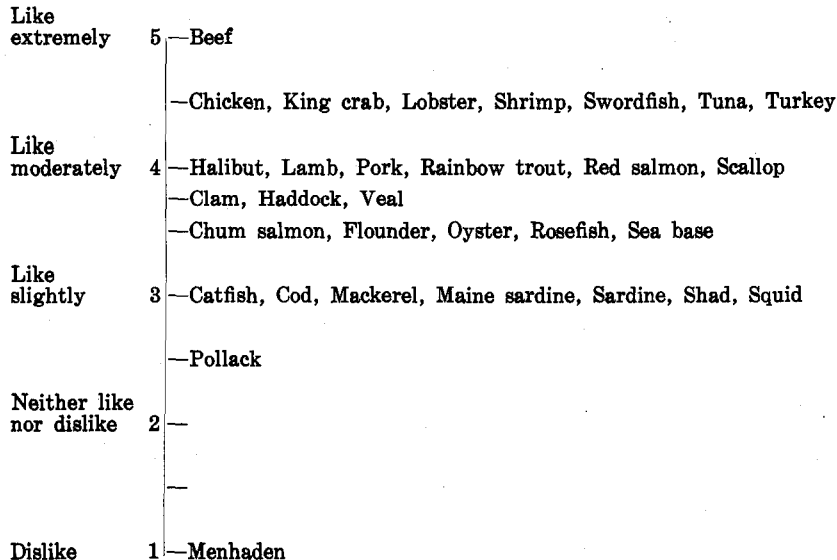 Like
extremely 5 —Beef
—Chicken, King crab, Lobster, Shrimp, Swordfish, Tuna, Turkey
Like
moderately 4 —Halibut, Lamb, Pork, Rainbow trout, Red salmon, Scallop
—Clam, Haddock, Veal
—Chum salmon, Flounder, Oyster, Rosefish, Sea base
Like
slightly 3 —Catfish, Cod, Mackerel, Maine sardine, Sardine, Shad, Squid
—Pollack
Neither like
nor dislike 2 —
—
Dislike 1 —Menhaden